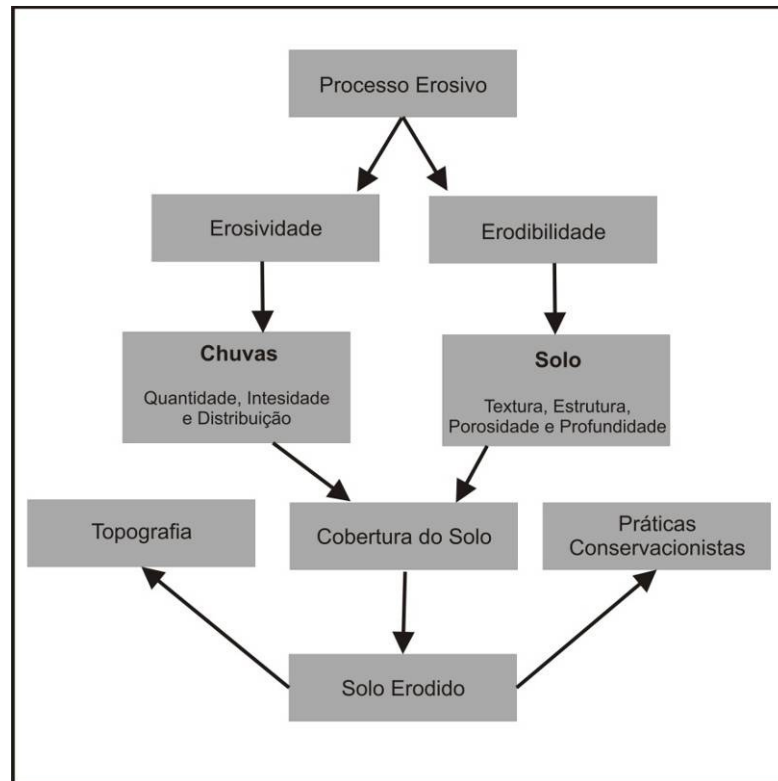 Processo Erosivo
Erosividade
Erodibilidade
Chuvas
Quantidade, Intesidade
e Distribuição
Solo
Textura, Estrutura,
Porosidade e Profundidade
Topografia
Cobertura do Solo
Práticas
Conservacionistas
Solo Erodido